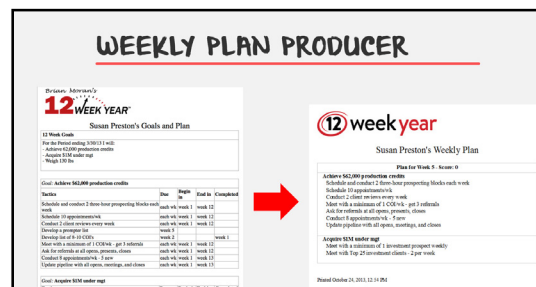 WEEKLY PLAN PRODUCER
Brian Moran's
12 WEEK YEAR
Susan Preston's Goals and Plan
12 Week Goals
For the Period ending 3/30/13 I will:
- Achieve 62,000 production credits
- Acquire $1M under mgt
- Weigh 130 lbs
Goal: Achieve $62,000 production credits
Tactics Due Begin in End in Completed
Schedule and conduct 2 three-hour prospecting blocks each week each wk week 1 week 12
Schedule 10 appointments/wk each wk week 1 week 12
Conduct 2 client reviews every week each wk week 1 week 12
Develop a prompter list week 5
Develop list of 8-10 COI's week 2 week 1
Meet with a minimum of 1 COI/wk - get 3 referrals each wk week 1 week 12
Ask for referrals at all opens, presents, closes each wk week 1 week 12
Conduct 8 appointments/wk - 5 new each wk week 1 week 13
Update pipeline with all opens, meetings, and closes each wk week 1 week 13
Goal: Acquire $1M under mgt
12 week year
Susan Preston's Weekly Plan
Plan for Week 5 - Score: 0
Achieve $62,000 production credits
Schedule and conduct 2 three-hour prospecting blocks each week
Schedule 10 appointments/wk
Conduct 2 client reviews every week
Meet with a minimum of 1 COI/wk - get 3 referrals
Ask for referrals at all opens, presents, closes
Conduct 8 appointments/wk - 5 new
Update pipeline with all opens, meetings, and closes
Acquire $1M under mgt
Meet with a minimum of 1 investment prospect weekly
Meet with Top 25 investment clients - 2 per week
Printed October 24, 2013, 12:34 PM